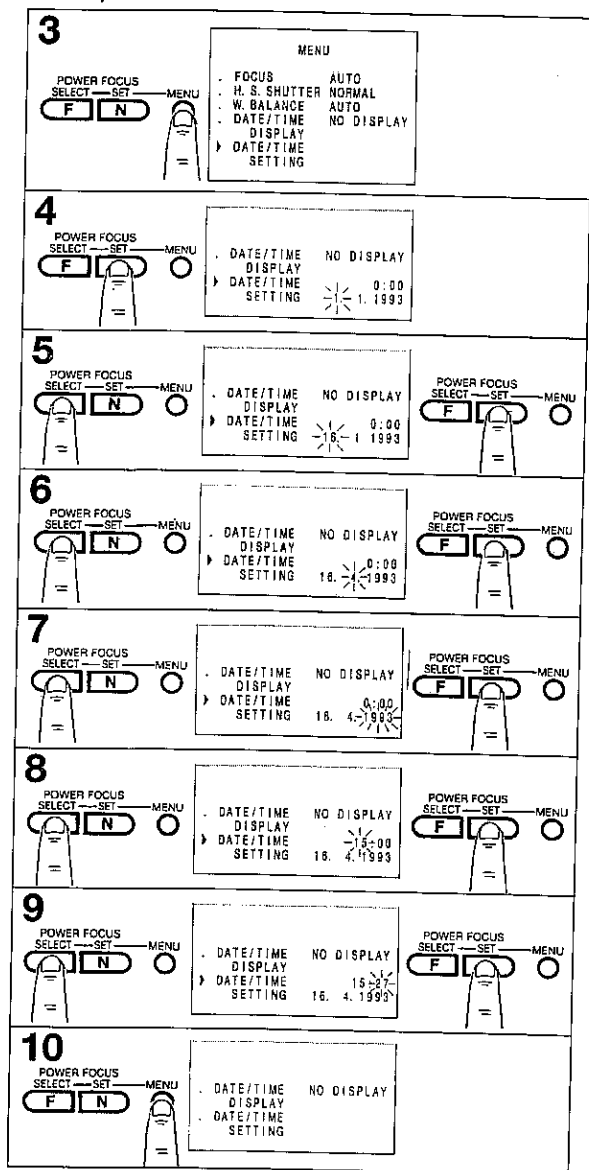 3
MENU
POWER FOCUS
SELECT — SET — MENU
F N
. FOCUS AUTO
. H. S. SHUTTER NORMAL
. W. BALANCE AUTO
. DATE/TIME NO DISPLAY
DISPLAY
▶ DATE/TIME
SETTING
4
POWER FOCUS
SELECT — SET — MENU
F
. DATE/TIME NO DISPLAY
DISPLAY
▶ DATE/TIME 0:00
SETTING 1. 1. 1993
5
POWER FOCUS
SELECT — SET — MENU
N
. DATE/TIME NO DISPLAY
DISPLAY
▶ DATE/TIME 0:00
SETTING 16. 1 1993
POWER FOCUS
SELECT — SET — MENU
F
6
POWER FOCUS
SELECT — SET — MENU
N
. DATE/TIME NO DISPLAY
DISPLAY
▶ DATE/TIME 0:00
SETTING 16. 4. 1993
POWER FOCUS
SELECT — SET — MENU
F
7
POWER FOCUS
SELECT — SET — MENU
N
. DATE/TIME NO DISPLAY
DISPLAY
▶ DATE/TIME 0:00
SETTING 16. 4. 1993
POWER FOCUS
SELECT — SET — MENU
F
8
POWER FOCUS
SELECT — SET — MENU
N
. DATE/TIME NO DISPLAY
DISPLAY
▶ DATE/TIME 15:00
SETTING 16. 4. 1993
POWER FOCUS
SELECT — SET — MENU
F
9
POWER FOCUS
SELECT — SET — MENU
N
. DATE/TIME NO DISPLAY
DISPLAY
▶ DATE/TIME 15:27
SETTING 16. 4. 1993
POWER FOCUS
SELECT — SET — MENU
F
10
POWER FOCUS
SELECT — SET — MENU
F N
. DATE/TIME NO DISPLAY
DISPLAY
. DATE/TIME
SETTING